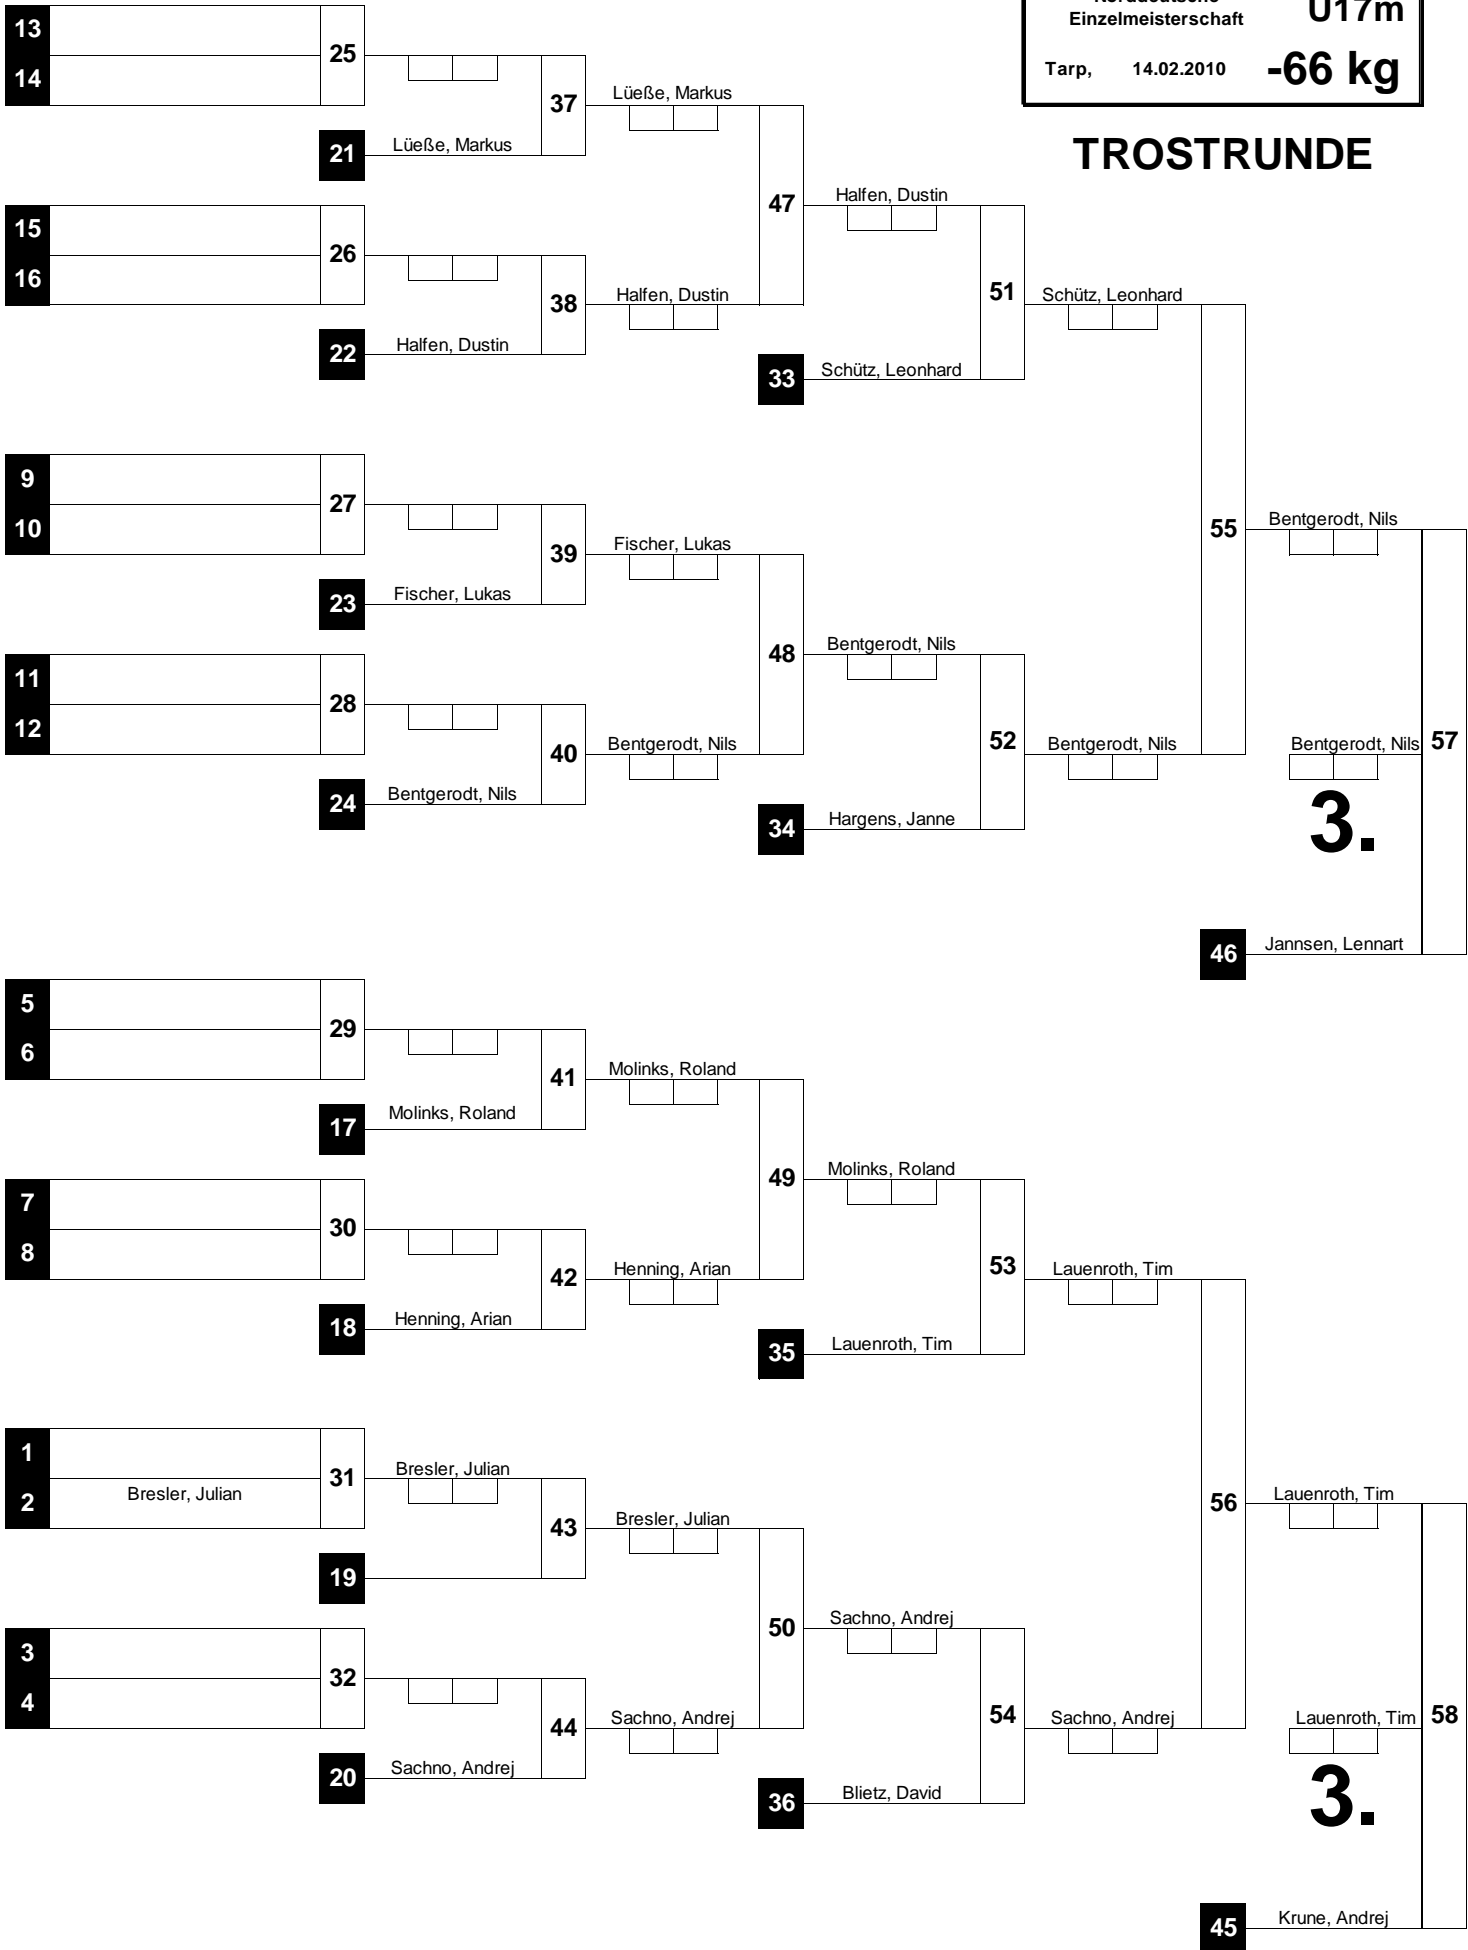 Norddeutsche
Einzelmeisterschaft
U17m
Tarp, 14.02.2010
-66 kg
TROSTRUNDE
13
14
25
37
Lüeße, Markus
21
Lüeße, Markus
47
Halfen, Dustin
15
16
26
38
Halfen, Dustin
22
Halfen, Dustin
51
Schütz, Leonhard
33
Schütz, Leonhard
9
10
27
39
Fischer, Lukas
23
Fischer, Lukas
55
Bentgerodt, Nils
48
Bentgerodt, Nils
11
12
28
40
Bentgerodt, Nils
24
Bentgerodt, Nils
52
Bentgerodt, Nils
Bentgerodt, Nils
57
34
Hargens, Janne
3.
46
Jannsen, Lennart
5
6
29
41
Molinks, Roland
17
Molinks, Roland
49
Molinks, Roland
7
8
30
42
Henning, Arian
18
Henning, Arian
53
Lauenroth, Tim
35
Lauenroth, Tim
1
2
Bresler, Julian
31
Bresler, Julian
43
Bresler, Julian
19
56
Lauenroth, Tim
50
Sachno, Andrej
3
4
32
44
Sachno, Andrej
20
Sachno, Andrej
54
Sachno, Andrej
Lauenroth, Tim
58
36
Blietz, David
3.
45
Krune, Andrej